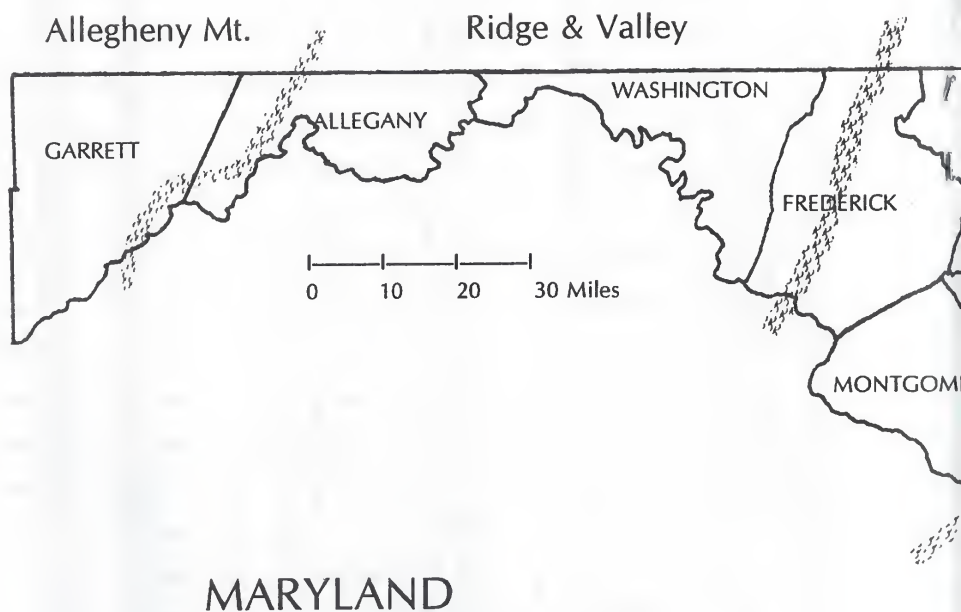 Allegheny Mt. Ridge & Valley
WASHINGTON
ALLEGANY
GARRETT
FREDERICK
0 10 20 30 Miles
MONTGOM
MARYLAND